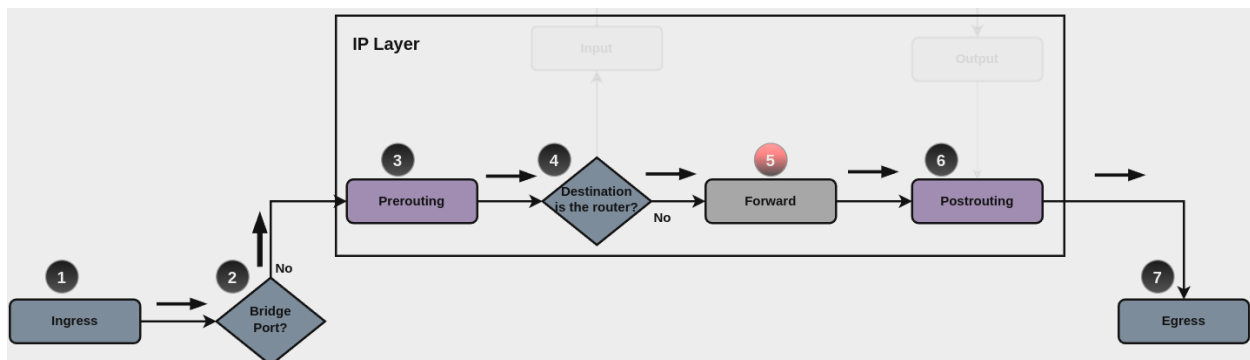 IP Layer
Input
Output
3
4
5
6
Prerouting
Destination
is the router?
No
Forward
Postrouting
1
2
No
7
Ingress
Bridge
Port?
Egress